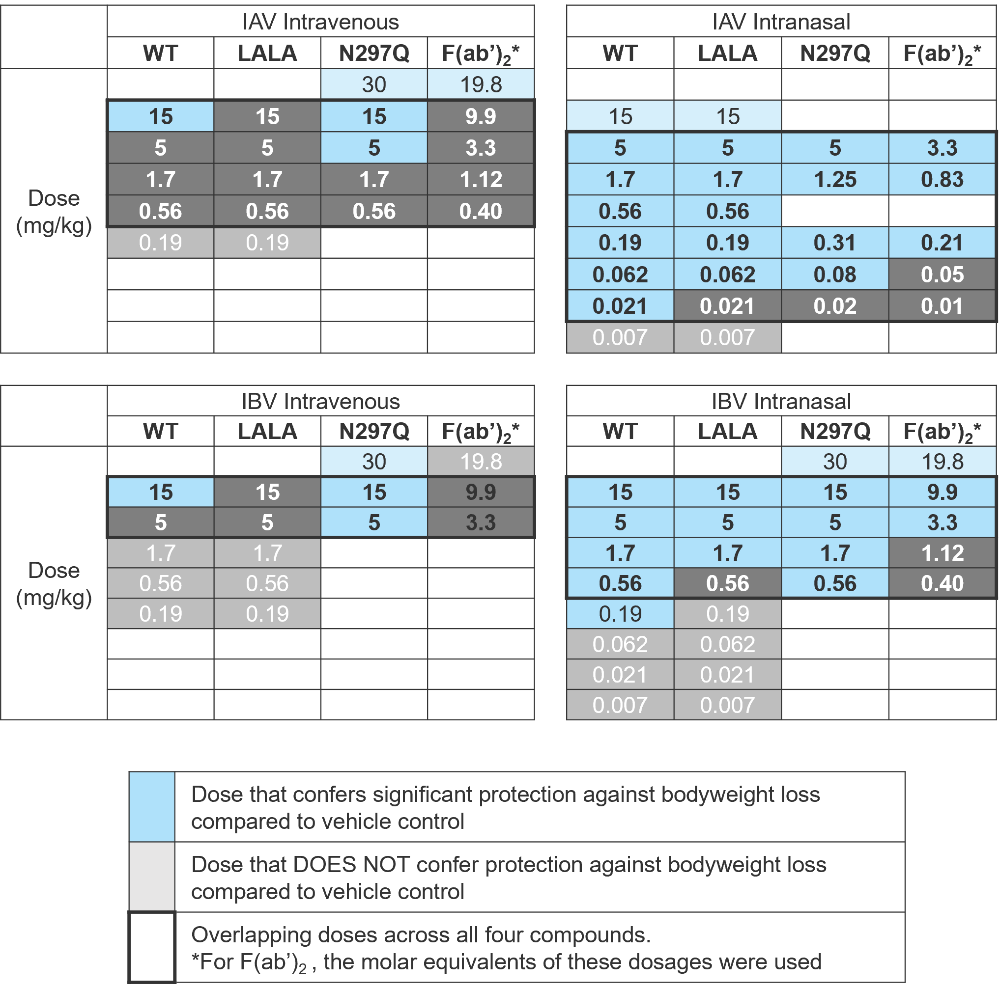 IAV Intravenous
WT LALA N297Q F(ab’)₂*
30 19.8
15 15 15 9.9
5 5 5 3.3
1.7 1.7 1.7 1.12
Dose
(mg/kg)
0.56 0.56 0.56 0.40
0.19 0.19
IAV Intranasal
WT LALA N297Q F(ab’)₂*
15 15
5 5 5 3.3
1.7 1.7 1.25 0.83
0.56 0.56
0.19 0.19 0.31 0.21
0.062 0.062 0.08 0.05
0.021 0.021 0.02 0.01
0.007 0.007
IBV Intravenous
WT LALA N297Q F(ab’)₂*
30 19.8
15 15 15 9.9
5 5 5 3.3
1.7 1.7
Dose
(mg/kg)
0.56 0.56
0.19 0.19
IBV Intranasal
WT LALA N297Q F(ab’)₂*
30 19.8
15 15 15 9.9
5 5 5 3.3
1.7 1.7 1.7 1.12
0.56 0.56 0.56 0.40
0.19 0.19
0.062 0.062
0.021 0.021
0.007 0.007
Dose that confers significant protection against bodyweight loss
compared to vehicle control
Dose that DOES NOT confer protection against bodyweight loss
compared to vehicle control
Overlapping doses across all four compounds.
*For F(ab’)₂ , the molar equivalents of these dosages were used